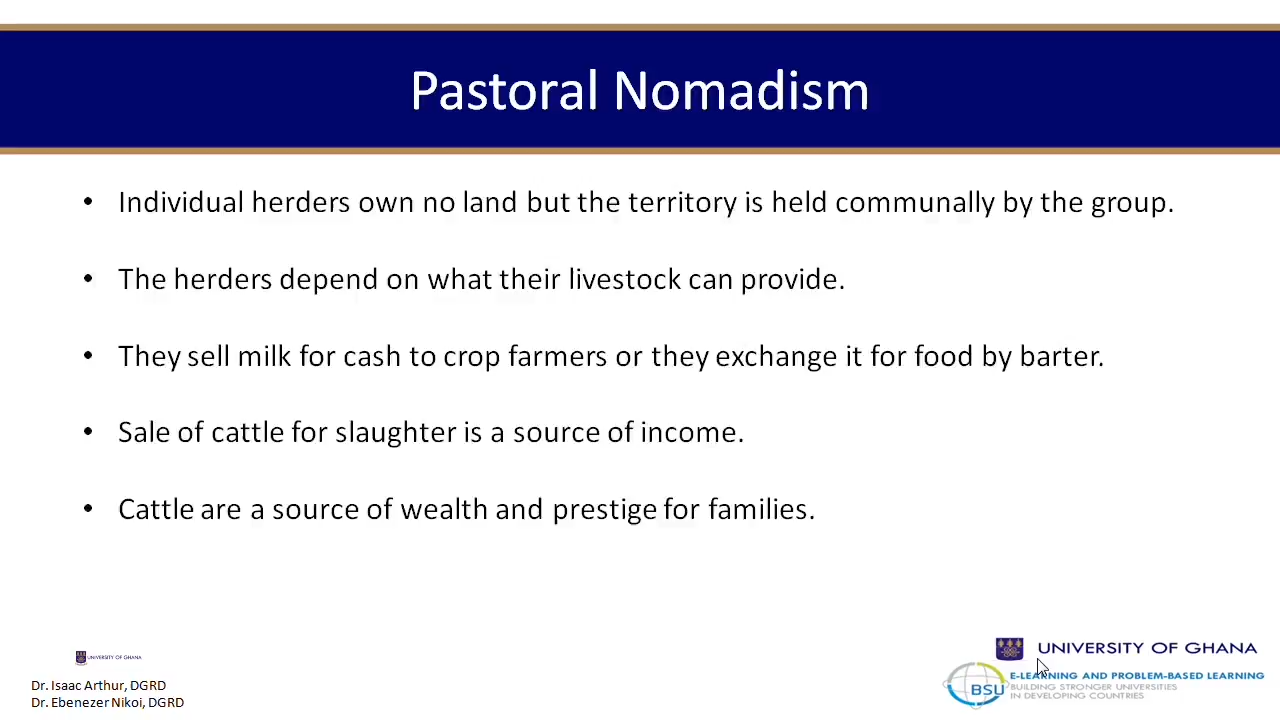 Pastoral Nomadism
• Individual herders own no land but the territory is held communally by the group.
• The herders depend on what their livestock can provide.
• They sell milk for cash to crop farmers or they exchange it for food by barter.
• Sale of cattle for slaughter is a source of income.
• Cattle are a source of wealth and prestige for families.
UNIVERSITY OF GHANA
Dr. Isaac Arthur, DGRD
Dr. Ebenezer Nikoi, DGRD
UNIVERSITY OF GHANA
BSU
E-LEARNING AND PROBLEM-BASED LEARNING
BUILDING STRONGER UNIVERSITIES
IN DEVELOPING COUNTRIES